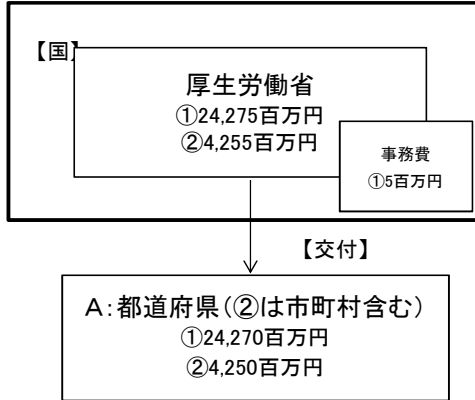 【国】
厚生労働省
①24,275百万円
②4,255百万円
事務費
①5百万円
【交付】
A:都道府県(②は市町村含む)
①24,270百万円
②4,250百万円